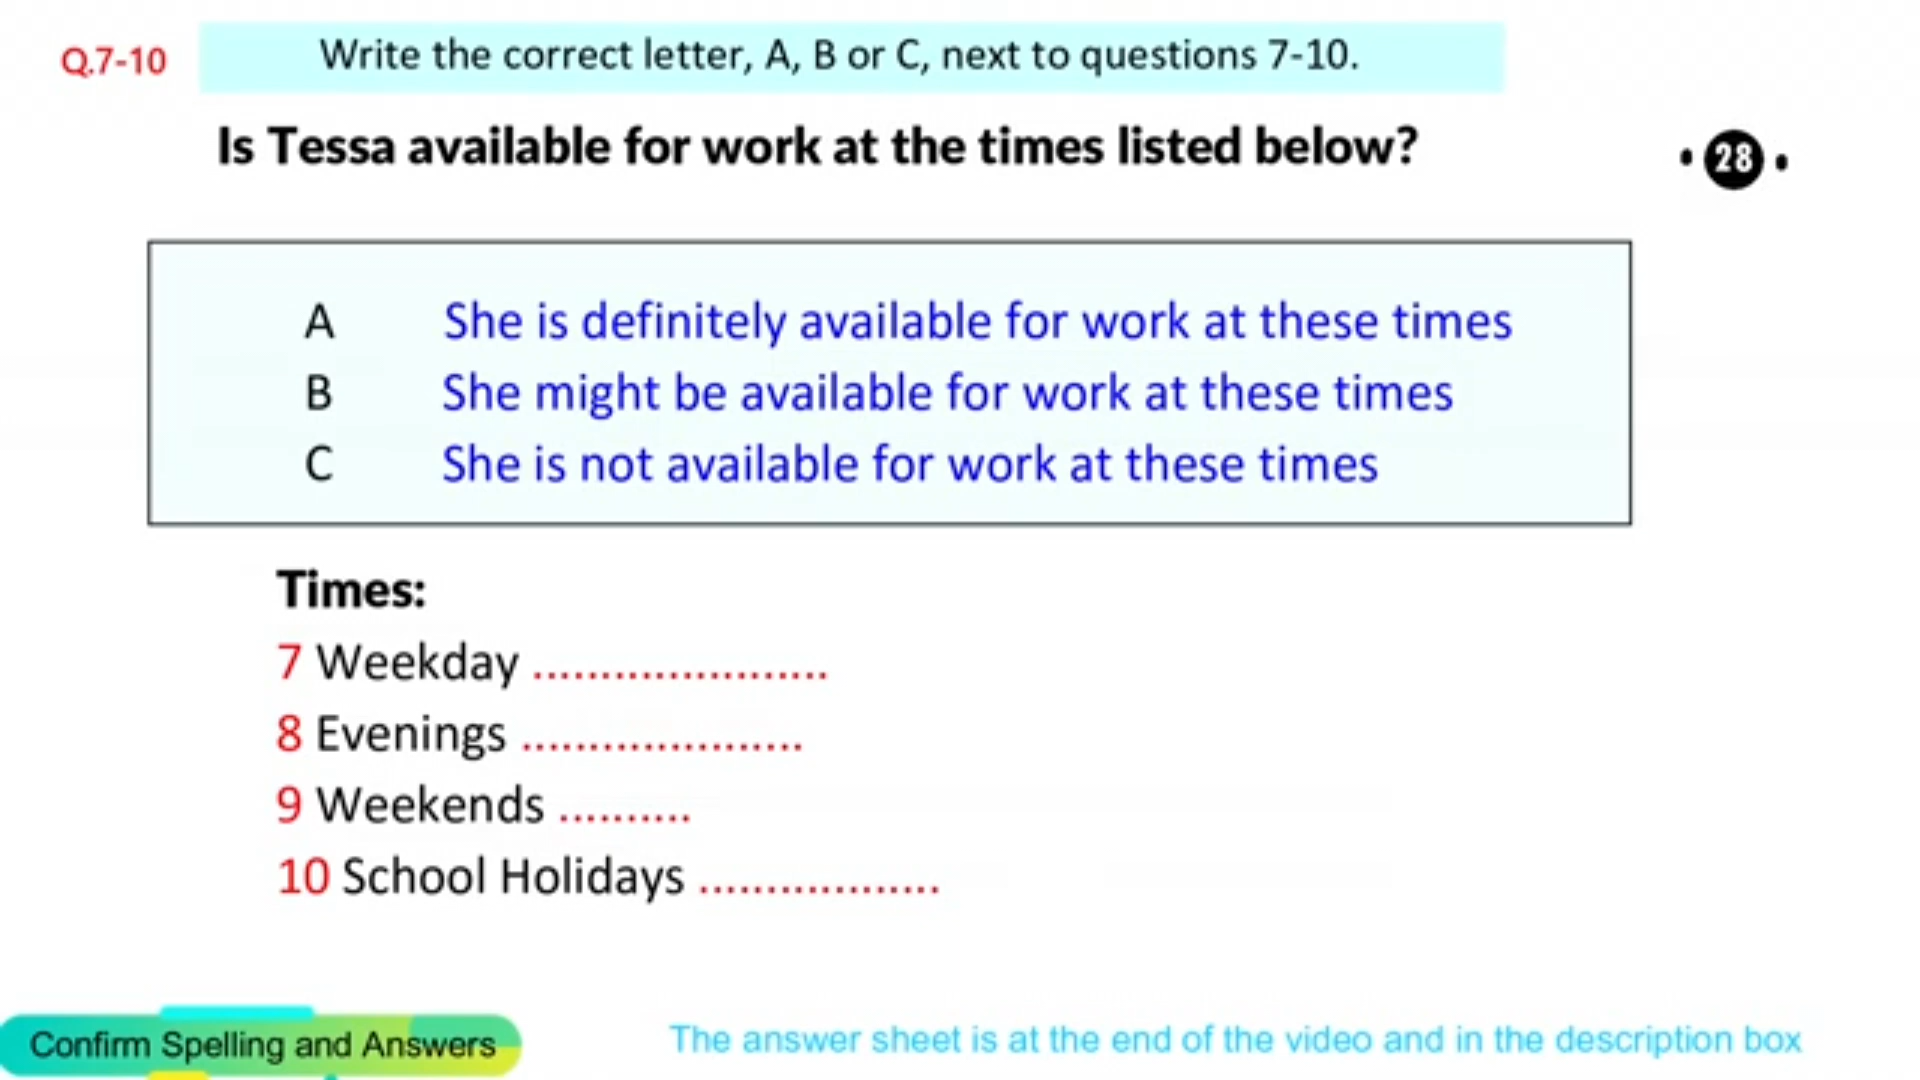 Q.7-10 Write the correct letter, A, B or C, next to questions 7-10.
Is Tessa available for work at the times listed below?
28
A She is definitely available for work at these times
B She might be available for work at these times
C She is not available for work at these times
Times:
7 Weekday ......................
8 Evenings .....................
9 Weekends ..........
10 School Holidays ..................
Confirm Spelling and Answers
The answer sheet is at the end of the video and in the description box